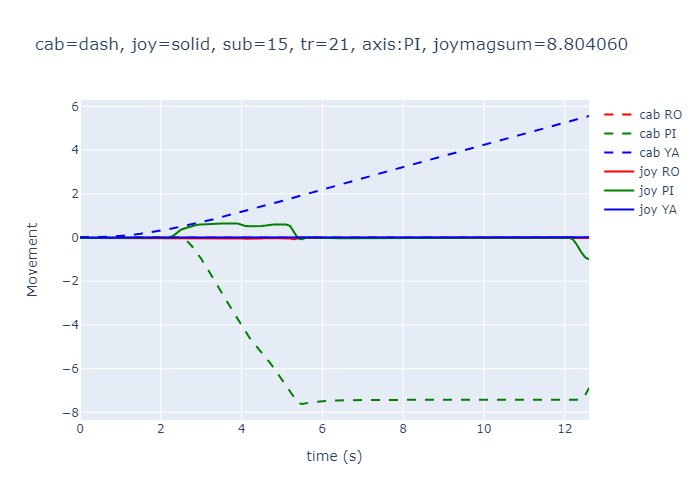 cab=dash, joy=solid, sub=15, tr=21, axis:PI, joymagsum=8.804060
6
4
2
0
−2
−4
−6
−8
0
2
4
6
8
10
12
Movement
time (s)
cab RO
cab PI
cab YA
joy RO
joy PI
joy YA